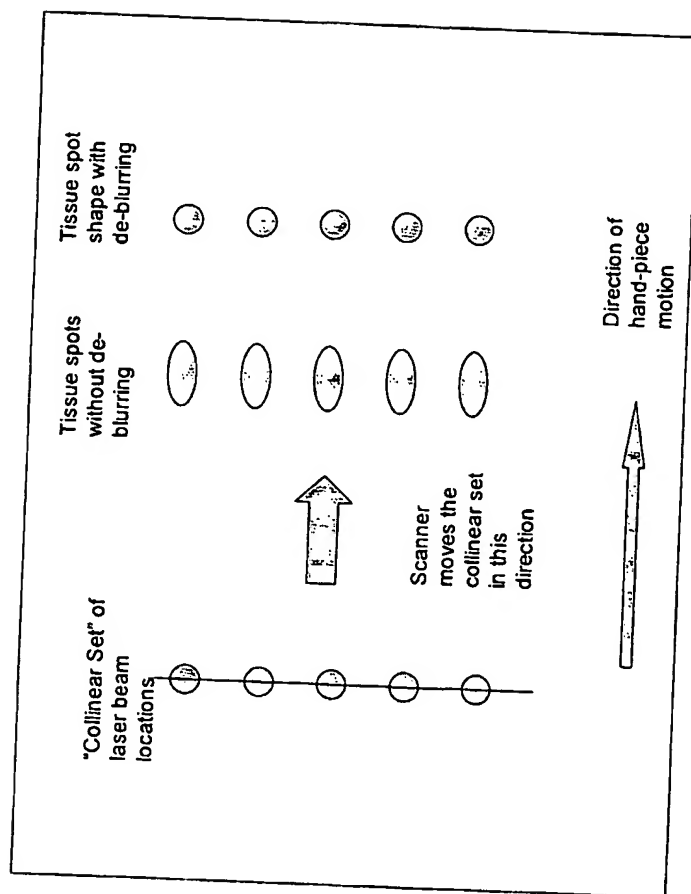 "Collinear Set" of
laser beam
locations
Tissue spots
without de-
blurring
Tissue spot
shape with
de-blurring
Scanner
moves the
collinear set
in this
direction
Direction of
hand-piece
motion